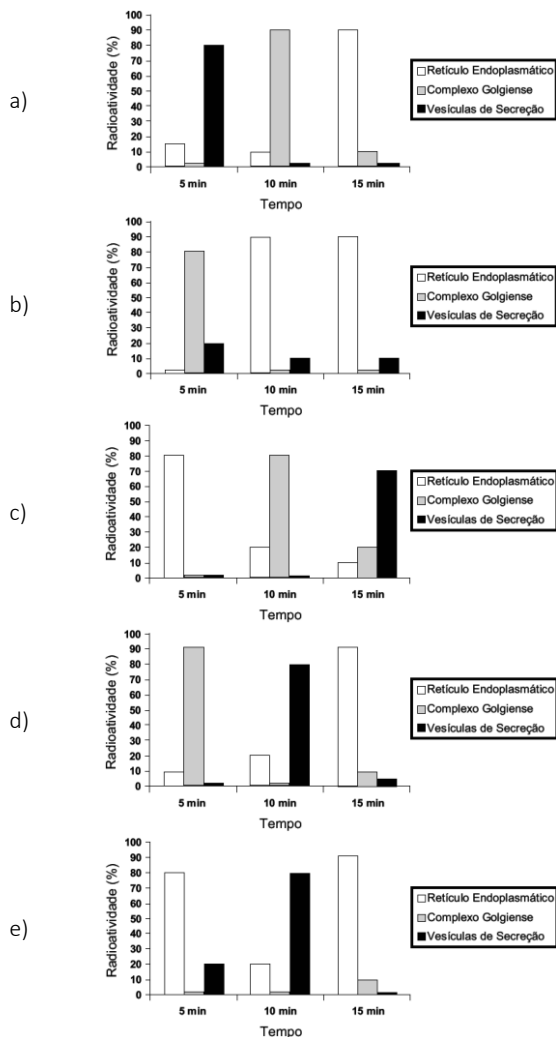 a)
Radioatividade (%)
100
90
80
70
60
50
40
30
20
10
0
5 min 10 min 15 min
Tempo
Retículo Endoplasmático
Complexo Golgiense
Vesículas de Secreção
b)
Radioatividade (%)
100
90
80
70
60
50
40
30
20
10
0
5 min 10 min 15 min
Tempo
Retículo Endoplasmático
Complexo Golgiense
Vesículas de Secreção
c)
Radioatividade (%)
100
90
80
70
60
50
40
30
20
10
0
5 min 10 min 15 min
Tempo
Retículo Endoplasmático
Complexo Golgiense
Vesículas de Secreção
d)
Radioatividade (%)
100
90
80
70
60
50
40
30
20
10
0
5 min 10 min 15 min
Tempo
Retículo Endoplasmático
Complexo Golgiense
Vesículas de Secreção
e)
Radioatividade (%)
100
90
80
70
60
50
40
30
20
10
0
5 min 10 min 15 min
Tempo
Retículo Endoplasmático
Complexo Golgiense
Vesículas de Secreção